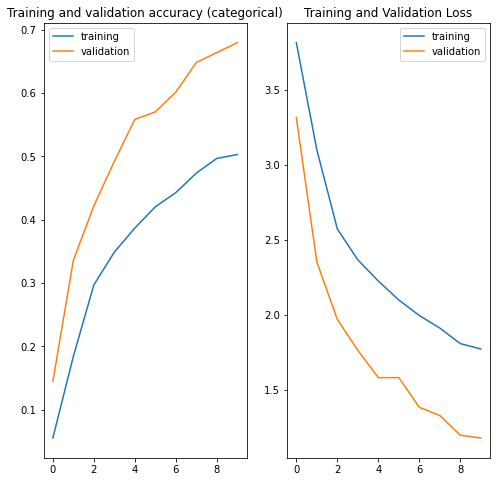 Training and validation accuracy (categorical)
training
validation
0.7
0.6
0.5
0.4
0.3
0.2
0.1
0 2 4 6 8
Training and Validation Loss
training
validation
3.5
3.0
2.5
2.0
1.5
0 2 4 6 8